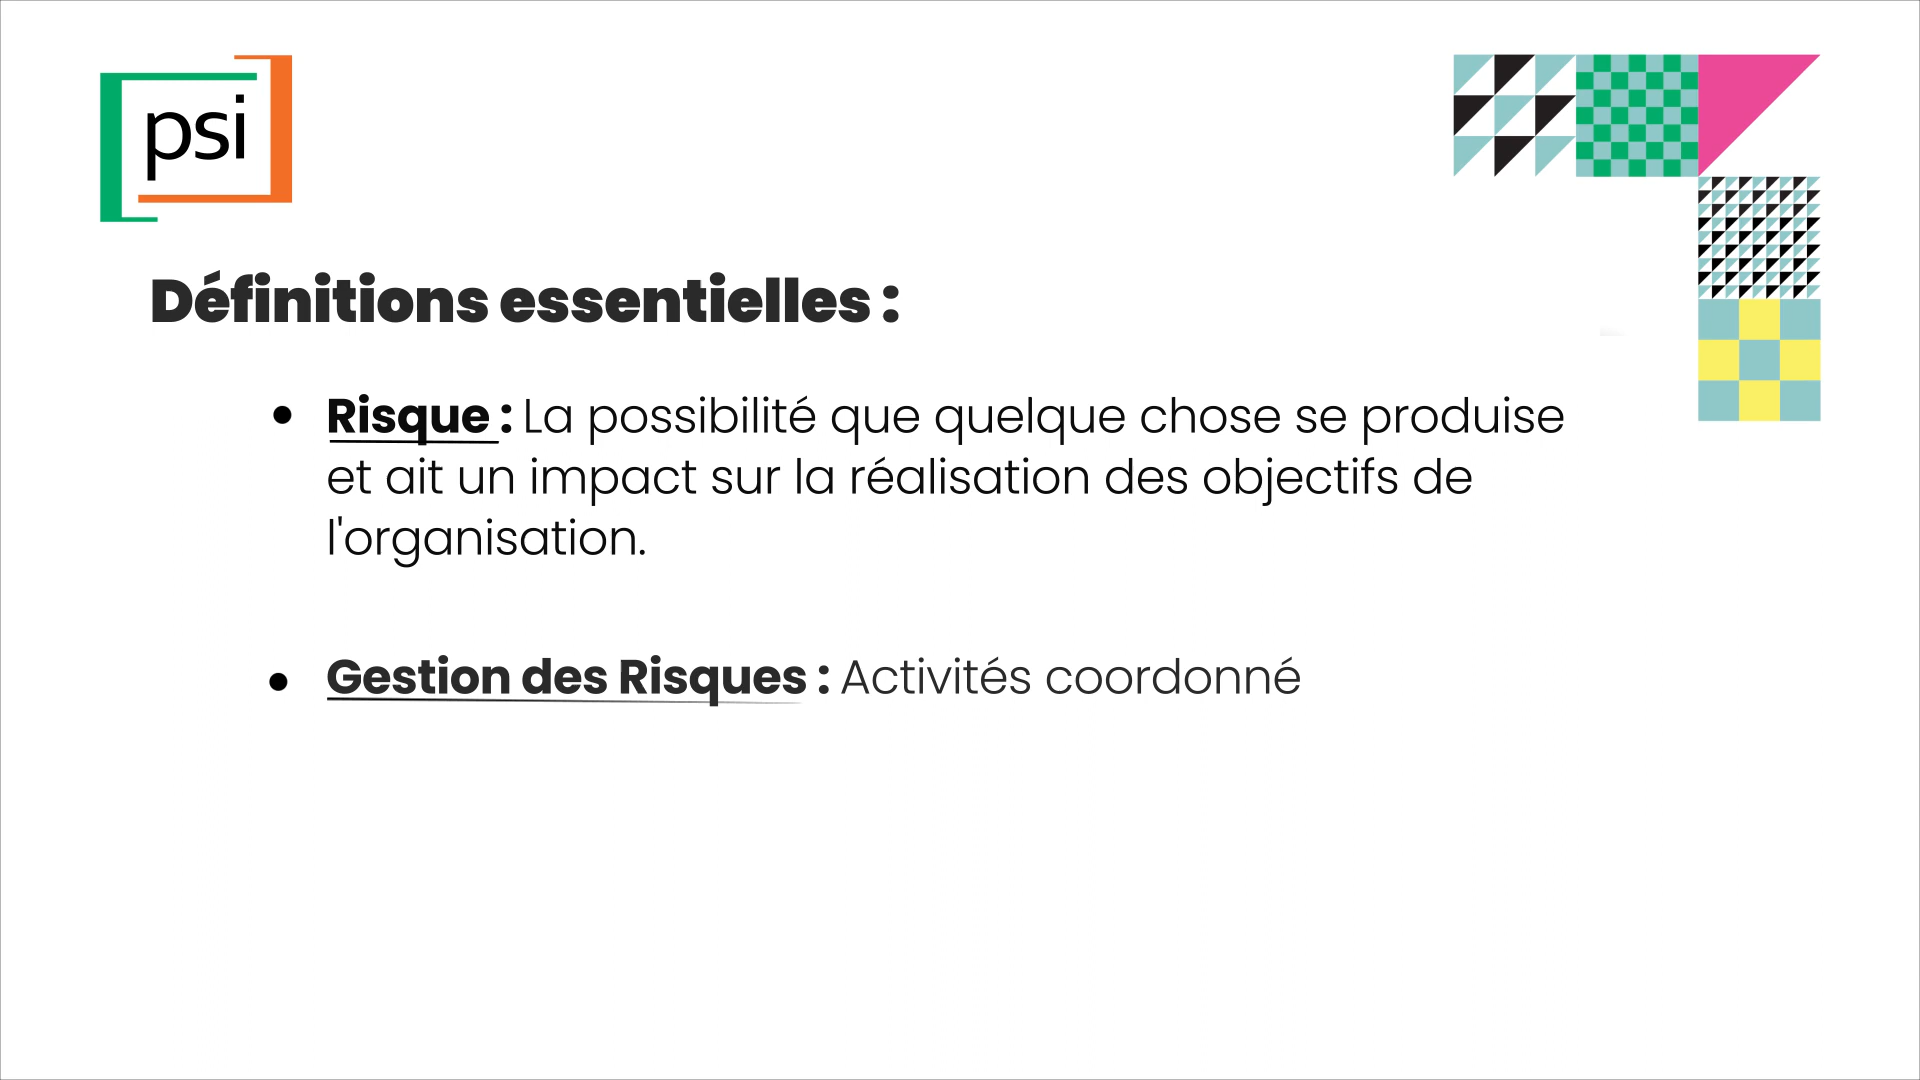 psi
Définitions essentielles :
Risque : La possibilité que quelque chose se produise
et ait un impact sur la réalisation des objectifs de
l'organisation.
Gestion des Risques : Activités coordonné